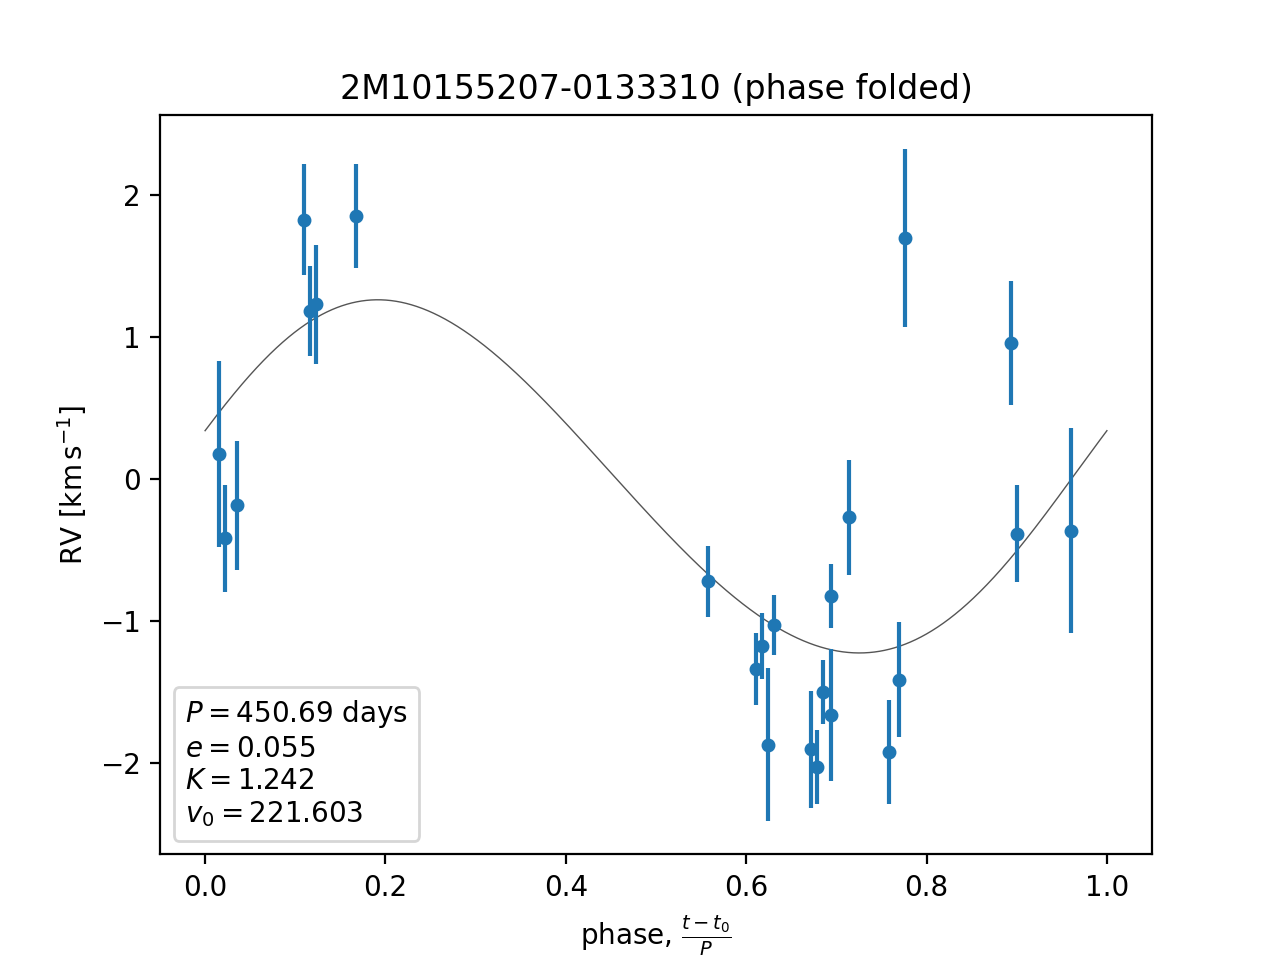 2M10155207-0133310 (phase folded)
RV [km s⁻¹]
2
1
0
−1
−2
P = 450.69 days
e = 0.055
K = 1.242
v₀ = 221.603
0.0 0.2 0.4 0.6 0.8 1.0
phase, (t − t₀)/P